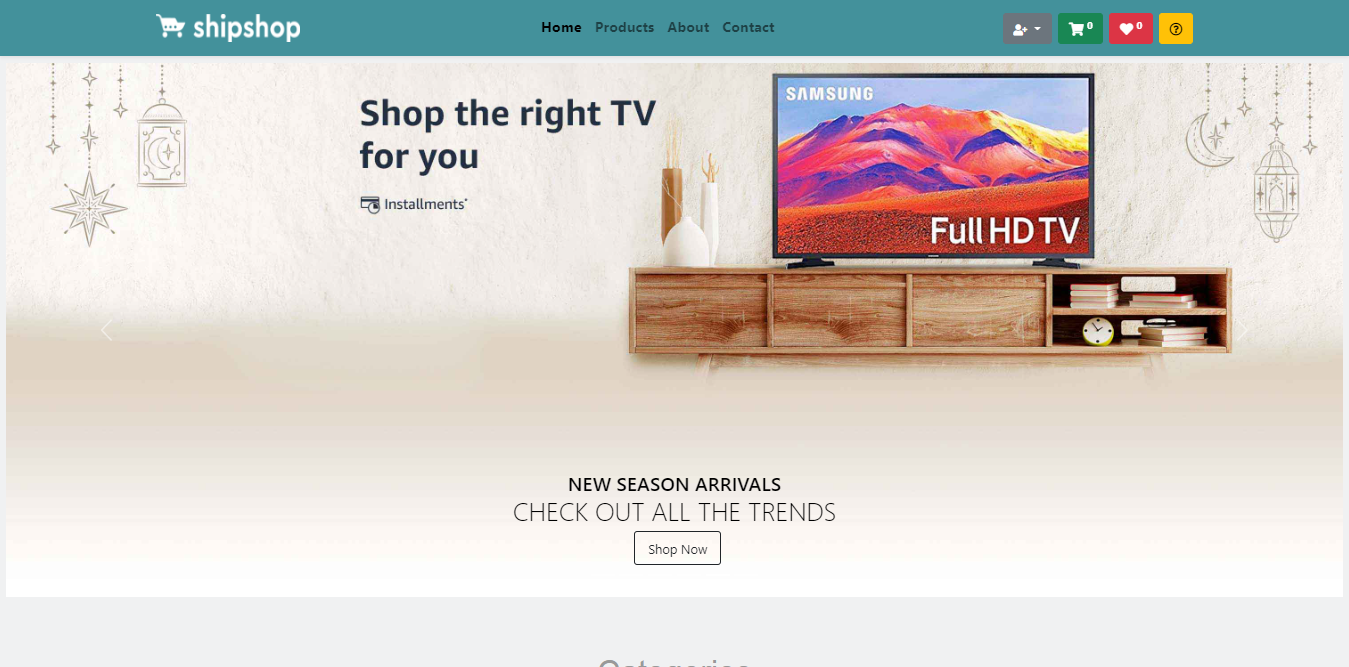 shipshop
Home Products About Contact
0 0
Shop the right TV
for you
Installments*
SAMSUNG
Full HD TV
NEW SEASON ARRIVALS
CHECK OUT ALL THE TRENDS
Shop Now
Categories